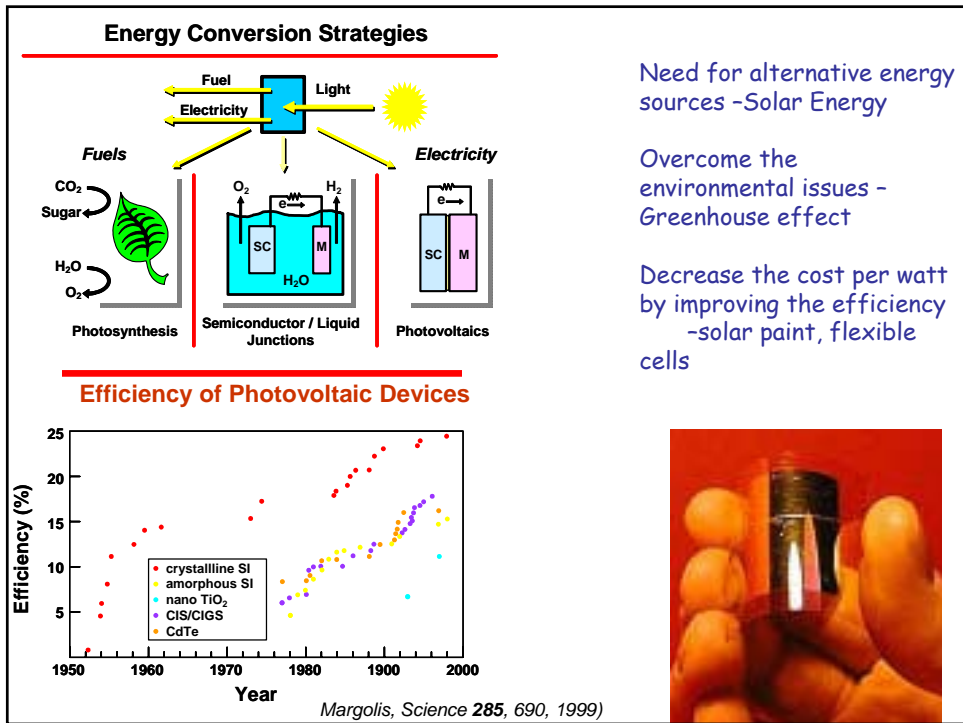 Energy Conversion Strategies
Fuel
Light
Electricity
Fuels
Electricity
CO2
Sugar
H2O
O2
Photosynthesis
O2
H2
e
SC
M
H2O
Semiconductor / Liquid
Junctions
e
SC
M
Photovoltaics
Efficiency of Photovoltaic Devices
Efficiency (%)
25
20
15
10
5
crystallline SI
amorphous SI
nano TiO2
CIS/CIGS
CdTe
1950 1960 1970 1980 1900 2000
Year
Margolis, Science 285, 690, 1999)
Need for alternative energy
sources –Solar Energy
Overcome the
environmental issues –
Greenhouse effect
Decrease the cost per watt
by improving the efficiency
–solar paint, flexible
cells